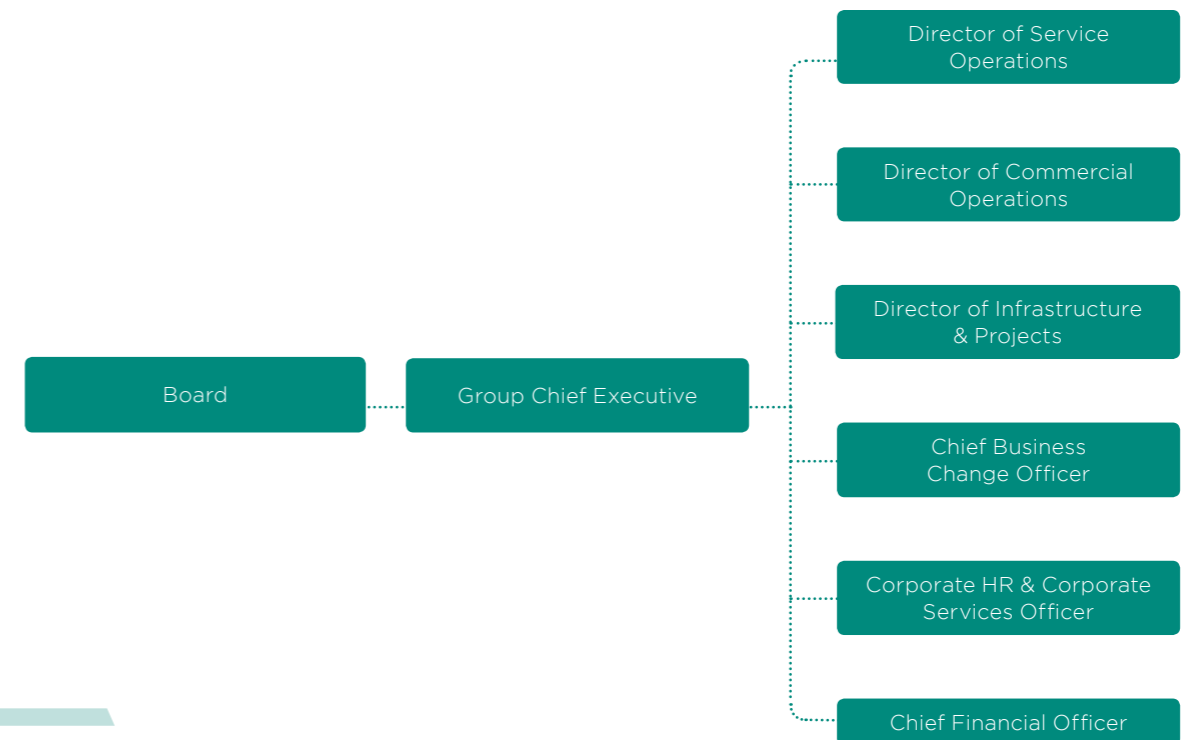 Director of Service
Operations
Director of Commercial
Operations
Director of Infrastructure
& Projects
Board
Group Chief Executive
Chief Business
Change Officer
Corporate HR & Corporate
Services Officer
Chief Financial Officer